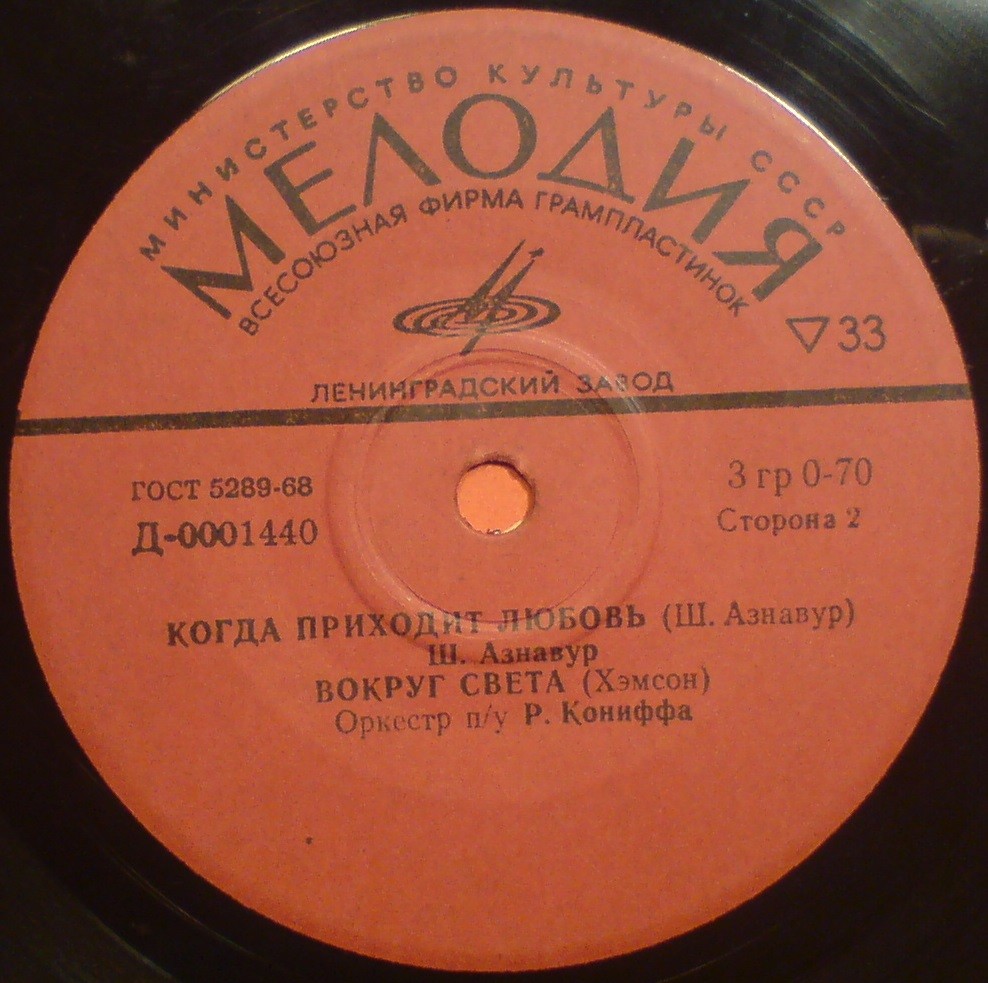 МИНИСТЕРСТВО КУЛЬТУРЫ СССР
МЕЛОДИЯ
ВСЕСОЮЗНАЯ ФИРМА ГРАМПЛАСТИНОК
33
ЛЕНИНГРАДСКИЙ ЗАВОД
ГОСТ 5289-68
3 гр 0-70
Д-0001440
Сторона 2
КОГДА ПРИХОДИТ ЛЮБОВЬ (Ш. Азнавур)
Ш. Азнавур
ВОКРУГ СВЕТА (Хэмсон)
Оркестр п/у Р. Кониффа